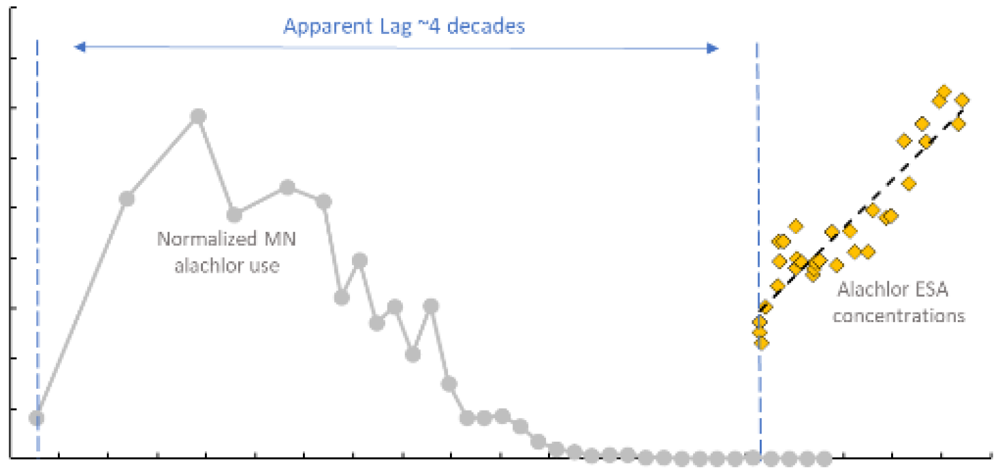 Apparent Lag ~4 decades
Normalized MN
alachlor use
Alachlor ESA
concentrations